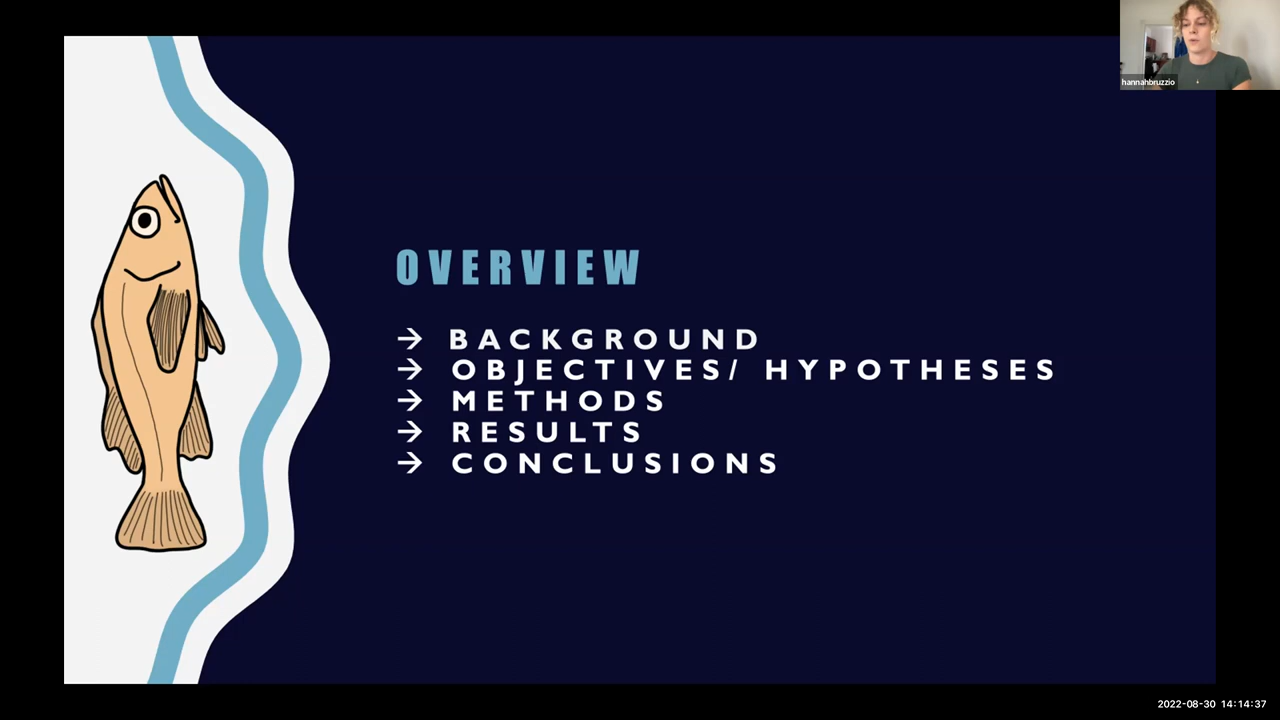 hannahbruzzio
OVERVIEW
→ BACKGROUND
→ OBJECTIVES/ HYPOTHESES
→ METHODS
→ RESULTS
→ CONCLUSIONS
2022-08-30 14:14:37